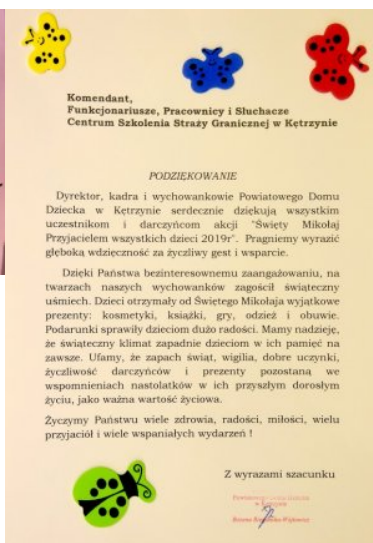 Komendant,
Funkcjonariusze, Pracownicy i Słuchacze
Centrum Szkolenia Straży Granicznej w Kętrzynie
PODZIĘKOWANIE
Dyrektor, kadra i wychowankowie Powiatowego Domu
Dziecka w Kętrzynie serdecznie dziękują wszystkim
uczestnikom i darczyńcom akcji "Święty Mikołaj
Przyjacielem wszystkich dzieci 2019r". Pragniemy wyrazić
głęboką wdzięczność za życzliwy gest i wsparcie.
Dzięki Państwa bezinteresownemu zaangażowaniu, na
twarzach naszych wychowanków zagościł świąteczny
uśmiech. Dzieci otrzymały od Świętego Mikołaja wyjątkowe
prezenty: kosmetyki, książki, gry, odzież i obuwie.
Podarunki sprawiły dzieciom dużo radości. Mamy nadzieję,
że świąteczny klimat zapadnie dzieciom w ich pamięć na
zawsze. Ufamy, że zapach świąt, wigilia, dobre uczynki,
życzliwość darczyńców i prezenty pozostaną we
wspomnieniach nastolatków w ich przyszłym dorosłym
życiu, jako ważna wartość życiowa.
Życzymy Państwu wiele zdrowia, radości, miłości, wielu
przyjaciół i wiele wspaniałych wydarzeń !
Z wyrazami szacunku
w Kętrzynie